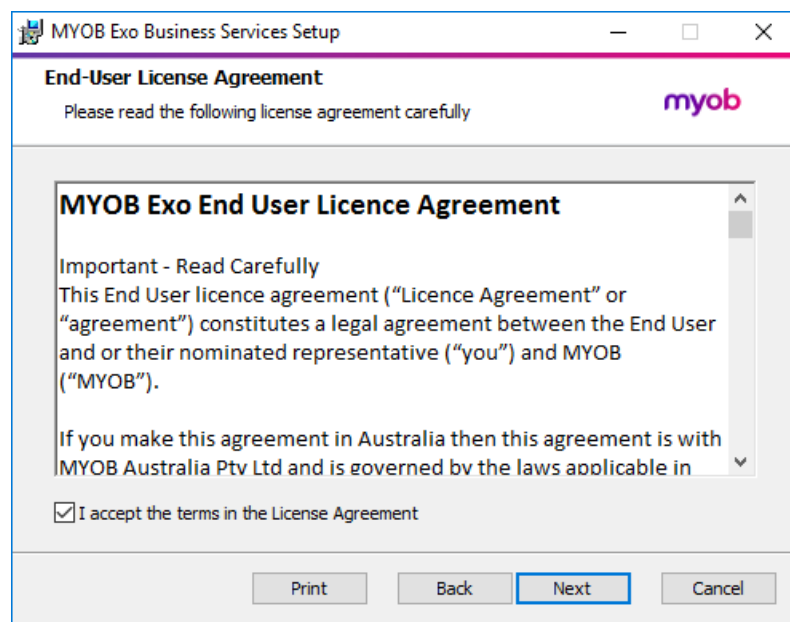 MYOB Exo Business Services Setup
End-User License Agreement
Please read the following license agreement carefully
myob
MYOB Exo End User Licence Agreement
Important - Read Carefully
This End User licence agreement (“Licence Agreement” or
“agreement”) constitutes a legal agreement between the End User
and or their nominated representative (“you”) and MYOB
(“MYOB”).
If you make this agreement in Australia then this agreement is with
MYOB Australia Pty Ltd and is governed by the laws applicable in
I accept the terms in the License Agreement
Print
Back
Next
Cancel